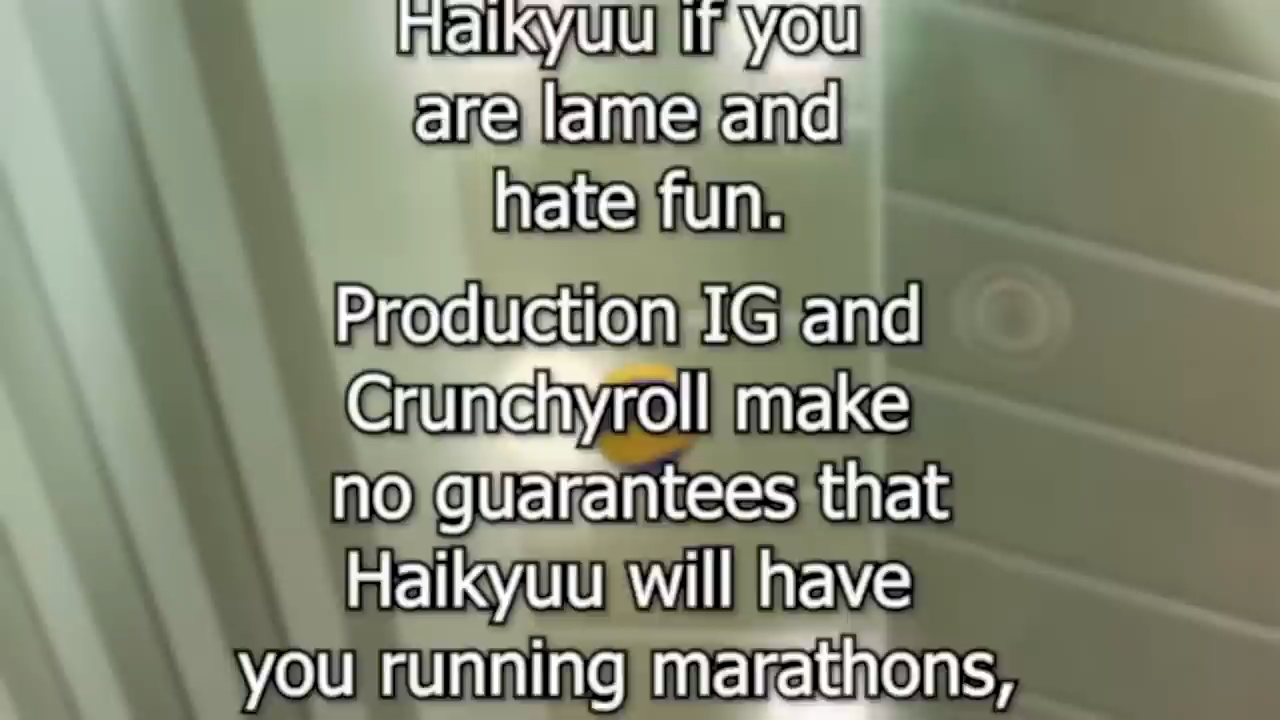 Haikyuu if you
are lame and
hate fun.
Production IG and
Crunchyroll make
no guarantees that
Haikyuu will have
you running marathons,